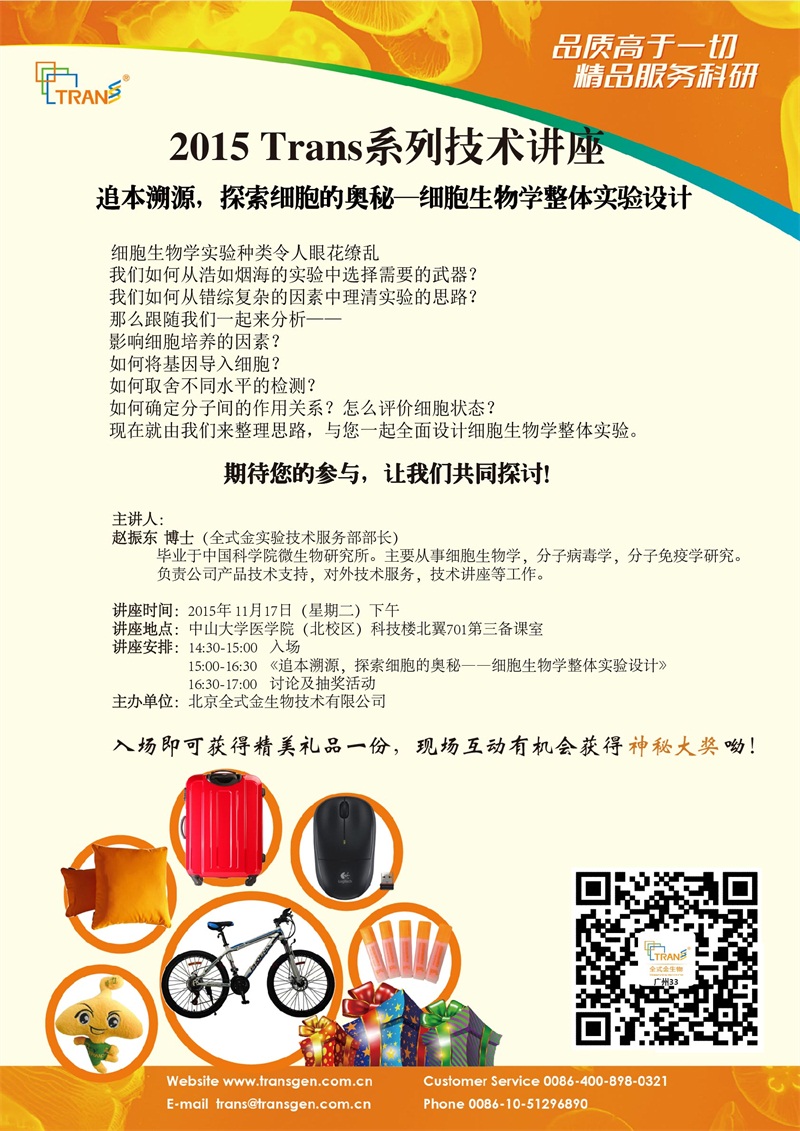 TRANS®
品质高于一切
精品服务科研
2015 Trans系列技术讲座
追本溯源，探索细胞的奥秘—细胞生物学整体实验设计
细胞生物学实验种类令人眼花缭乱
我们如何从浩如烟海的实验中选择需要的武器？
我们如何从错综复杂的因素中理清实验的思路？
那么跟随我们一起来分析——
影响细胞培养的因素？
如何将基因导入细胞？
如何取舍不同水平的检测？
如何确定分子间的作用关系？怎么评价细胞状态？
现在就由我们来整理思路，与您一起全面设计细胞生物学整体实验。
期待您的参与，让我们共同探讨！
主讲人：
赵振东 博士（全式金实验技术服务部部长）
毕业于中国科学院微生物研究所。主要从事细胞生物学，分子病毒学，分子免疫学研究。
负责公司产品技术支持，对外技术服务，技术讲座等工作。
讲座时间：2015年11月17日（星期二）下午
讲座地点：中山大学医学院（北校区）科技楼北翼701第三备课室
讲座安排：14:30-15:00 入场
15:00-16:30 《追本溯源，探索细胞的奥秘——细胞生物学整体实验设计》
16:30-17:00 讨论及抽奖活动
主办单位：北京全式金生物技术有限公司
入场即可获得精美礼品一份，现场互动有机会获得神秘大奖呦！
TRANS
全式金生物
广州33
Website www.transgen.com.cn
Customer Service 0086-400-898-0321
E-mail trans@transgen.com.cn
Phone 0086-10-51296890